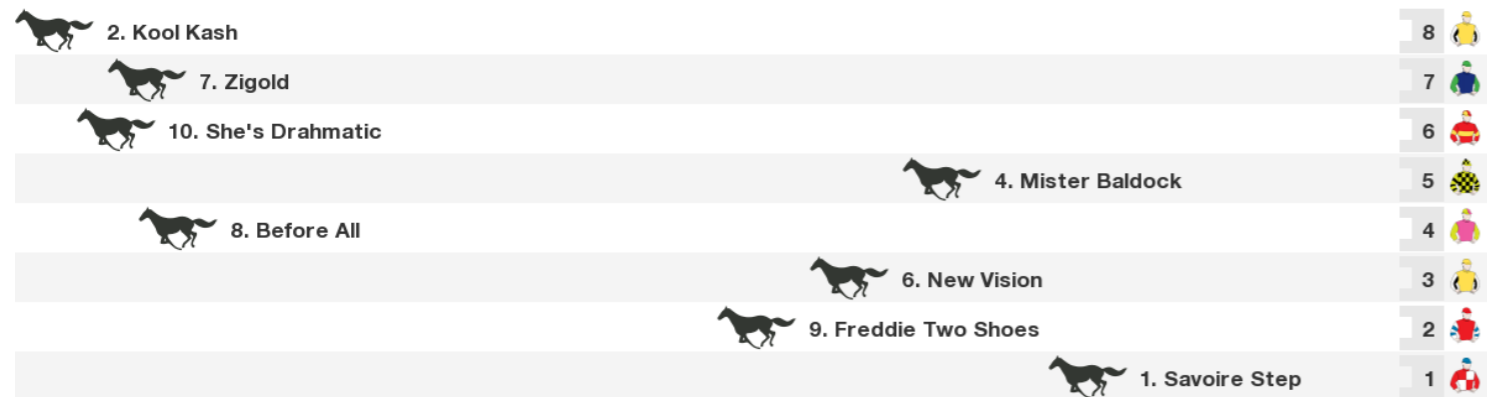 2. Kool Kash 8
7. Zigold 7
10. She's Drahmatic 6
4. Mister Baldock 5
8. Before All 4
6. New Vision 3
9. Freddie Two Shoes 2
1. Savoire Step 1